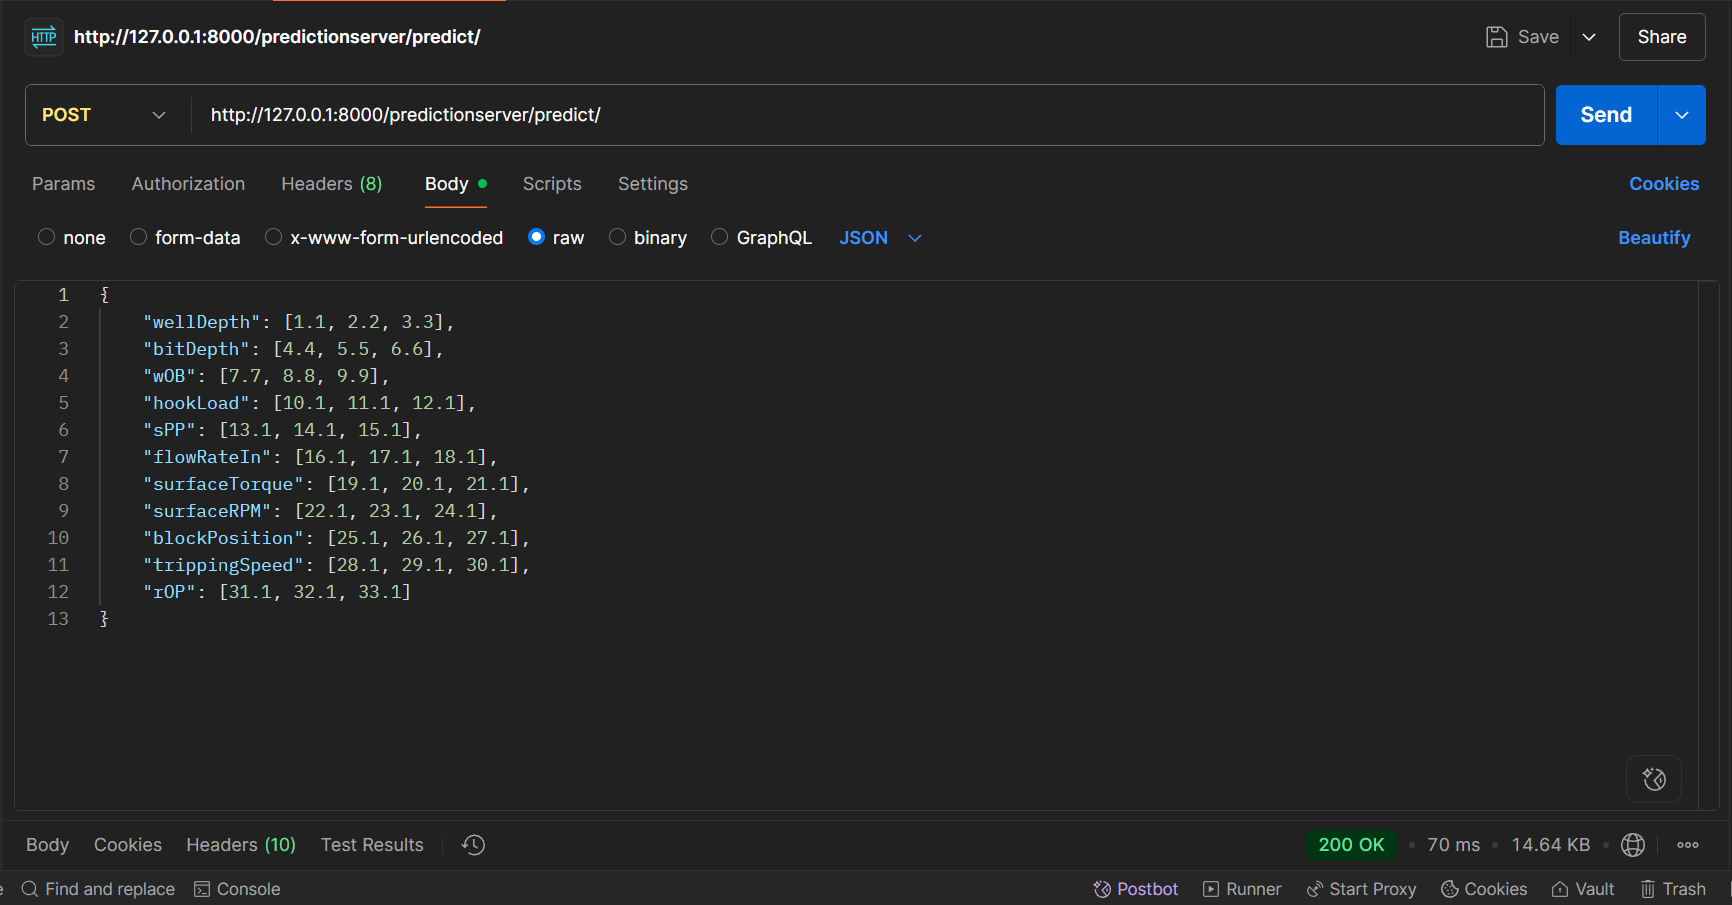 HTTP http://127.0.0.1:8000/predictionserver/predict/ Save Share
POST http://127.0.0.1:8000/predictionserver/predict/ Send
Params Authorization Headers (8) Body Scripts Settings Cookies
none form-data x-www-form-urlencoded raw binary GraphQL JSON Beautify
1 {
2 "wellDepth": [1.1, 2.2, 3.3],
3 "bitDepth": [4.4, 5.5, 6.6],
4 "wOB": [7.7, 8.8, 9.9],
5 "hookLoad": [10.1, 11.1, 12.1],
6 "sPP": [13.1, 14.1, 15.1],
7 "flowRateIn": [16.1, 17.1, 18.1],
8 "surfaceTorque": [19.1, 20.1, 21.1],
9 "surfaceRPM": [22.1, 23.1, 24.1],
10 "blockPosition": [25.1, 26.1, 27.1],
11 "trippingSpeed": [28.1, 29.1, 30.1],
12 "rOP": [31.1, 32.1, 33.1]
13 }
Body Cookies Headers (10) Test Results 200 OK • 70 ms • 14.64 KB •
Find and replace Console Postbot Runner Start Proxy Cookies Vault Trash